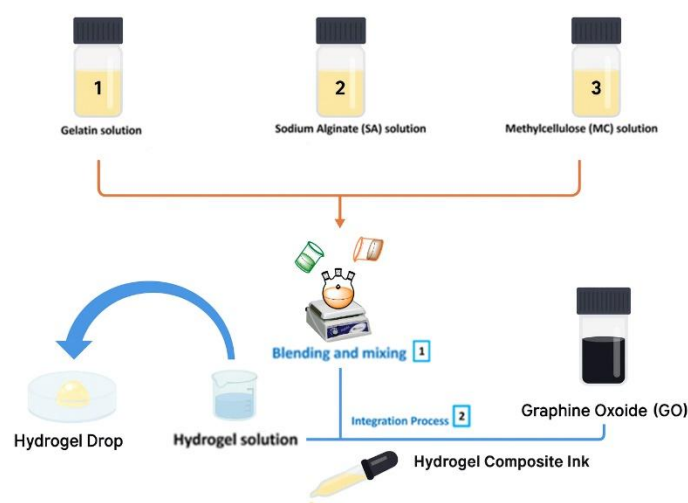 1
2
3
Gelatin solution
Sodium Alginate (SA) solution
Methylcellulose (MC) solution
Blending and mixing 1
Integration Process 2
Graphine Oxoide (GO)
Hydrogel Drop
Hydrogel solution
Hydrogel Composite Ink